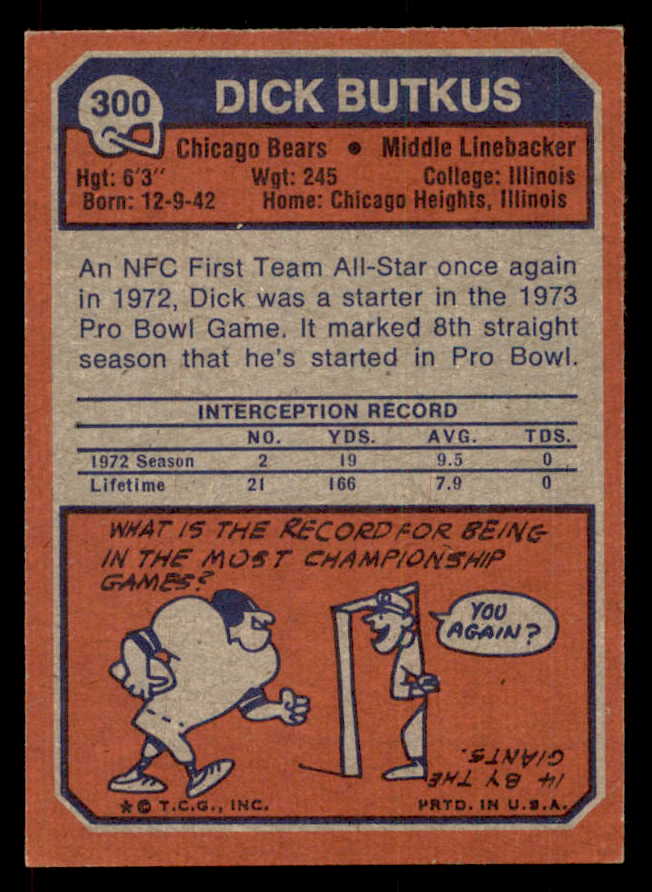 300
DICK BUTKUS
Chicago Bears • Middle Linebacker
Hgt: 6'3" Wgt: 245 College: Illinois
Born: 12-9-42 Home: Chicago Heights, Illinois
An NFC First Team All-Star once again
in 1972, Dick was a starter in the 1973
Pro Bowl Game. It marked 8th straight
season that he's started in Pro Bowl.
INTERCEPTION RECORD
NO. YDS. AVG. TDS.
1972 Season 2 19 9.5 0
Lifetime 21 166 7.9 0
WHAT IS THE RECORD FOR BEING
IN THE MOST CHAMPIONSHIP
GAMES?
YOU
AGAIN?
14 BY THE
GIANTS.
★ © T.C.G., INC. PRTD. IN U.S.A.